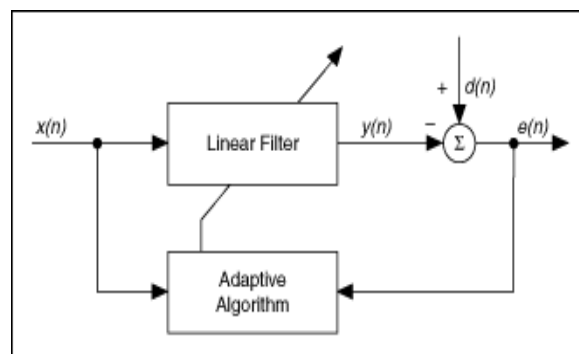 +
d(n)
x(n)
Linear Filter
y(n)
−
Σ
e(n)
Adaptive
Algorithm